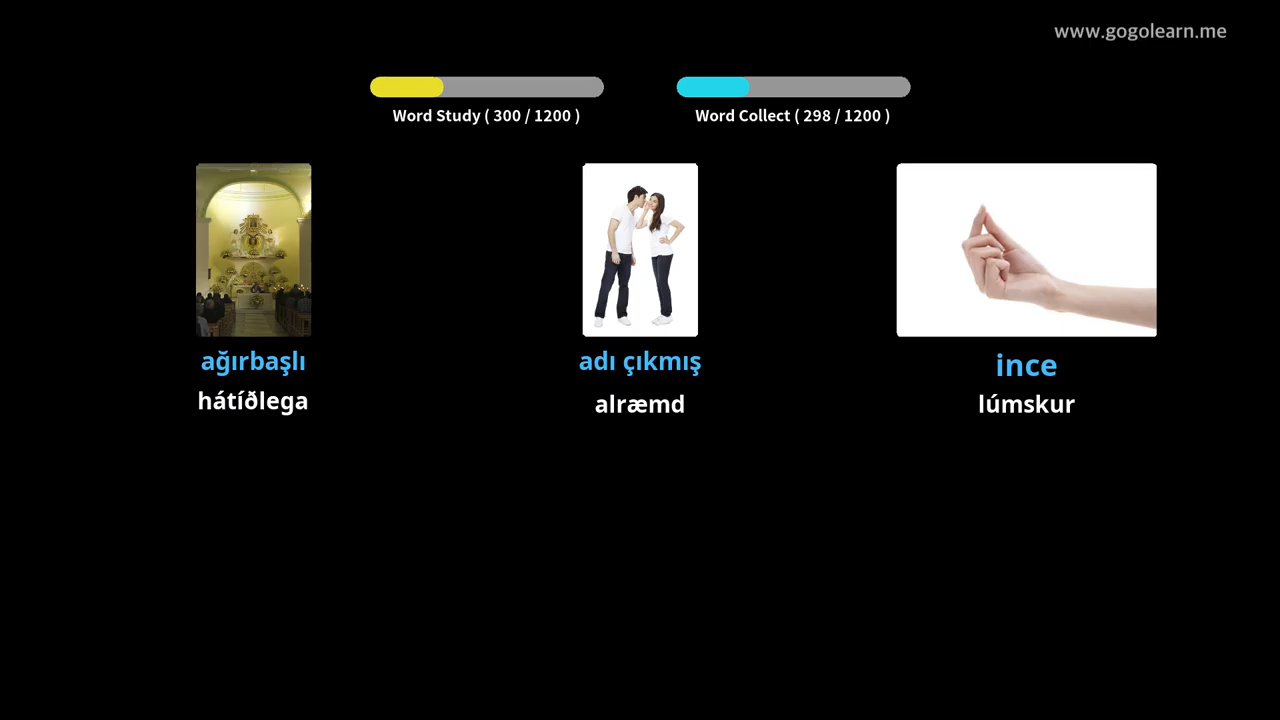 www.gogolearn.me
Word Study ( 300 / 1200 )
Word Collect ( 298 / 1200 )
ağırbaşlı
hátíðlega
adı çıkmış
alræmd
ince
lúmskur